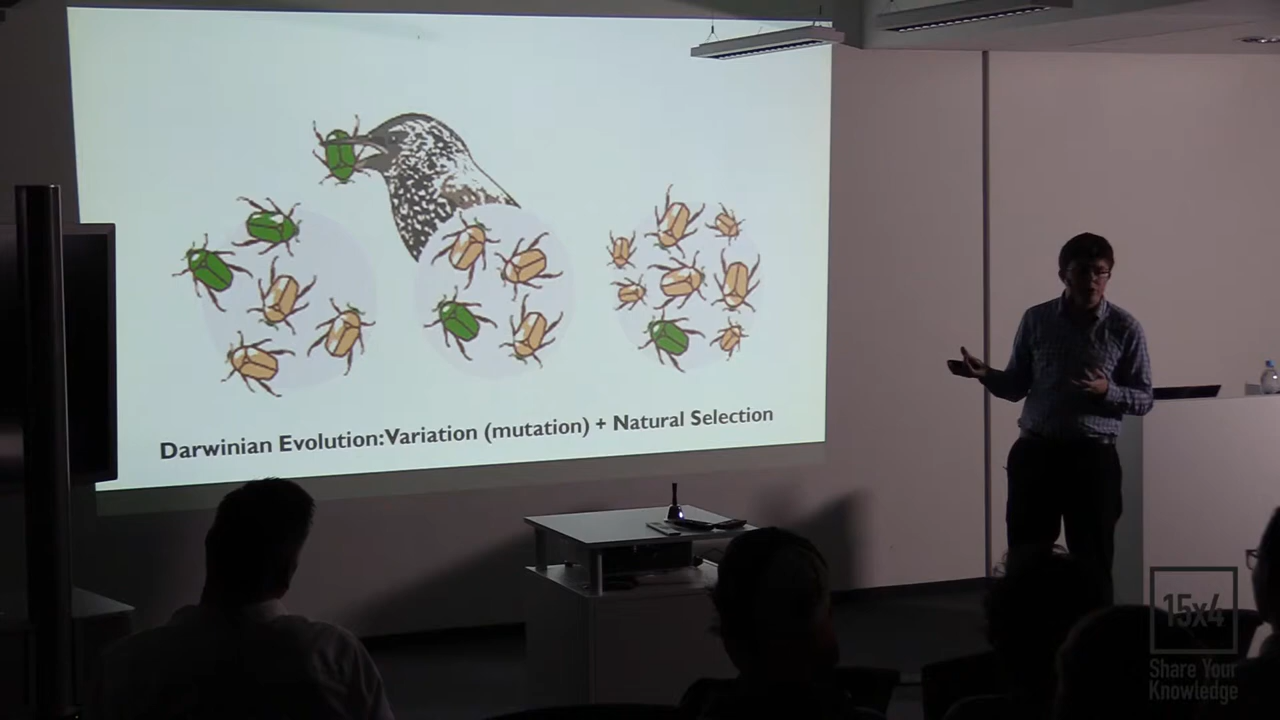 Darwinian Evolution:Variation (mutation) + Natural Selection
15x4
Share Your
Knowledge